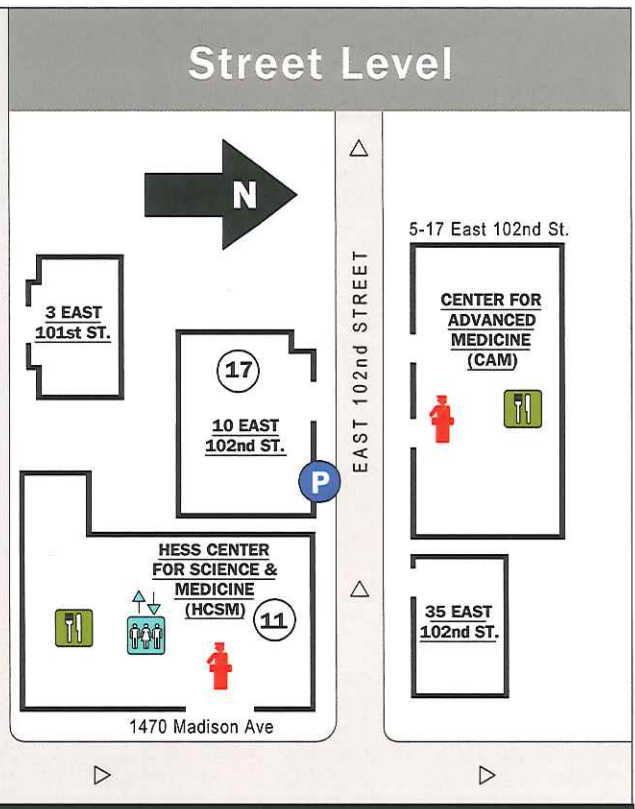 Street Level
N
5-17 East 102nd St.
3 EAST
101st ST.
CENTER FOR
ADVANCED
MEDICINE
(CAM)
EAST 102nd STREET
17
10 EAST
102nd ST.
P
HESS CENTER
FOR SCIENCE &
MEDICINE
(HCSM)
11
35 EAST
102nd ST.
1470 Madison Ave